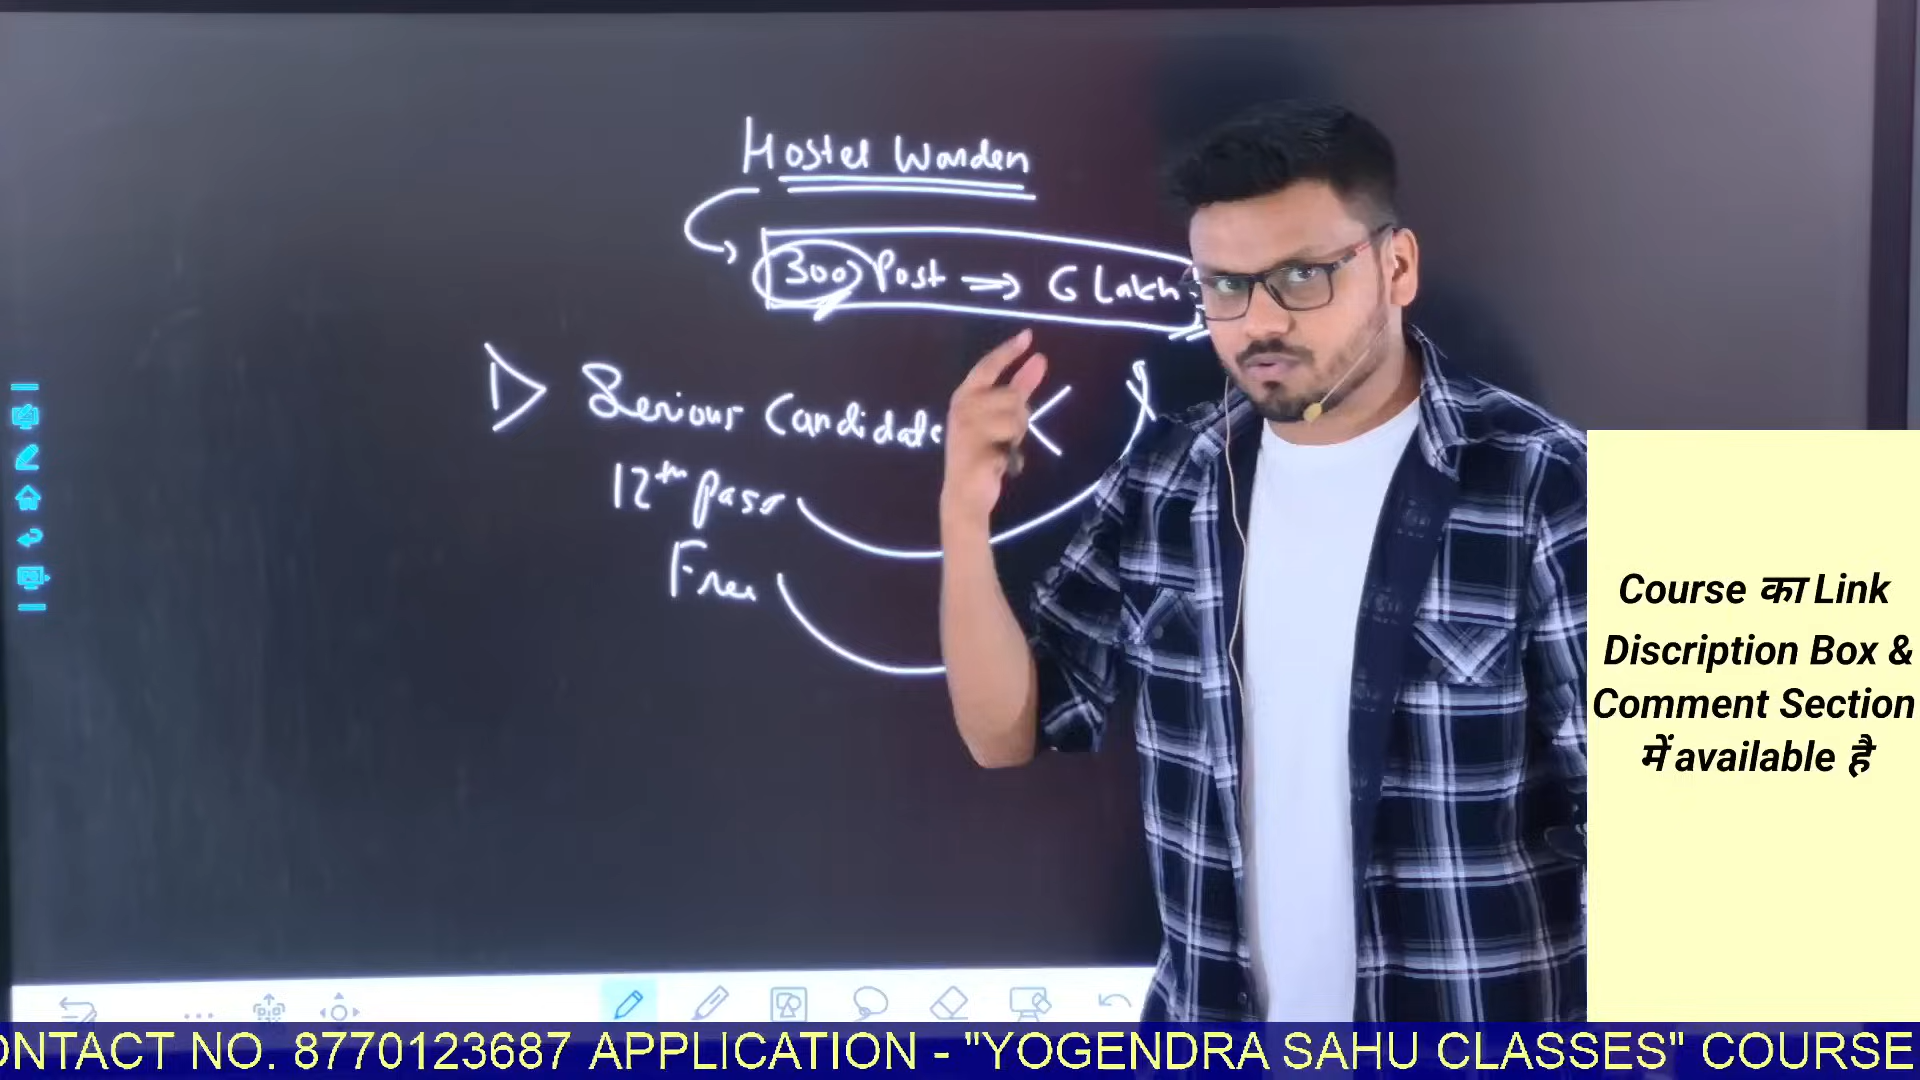 Hostel Warden
300 Post ⇒ 6 Lakh
Serious Candidate
12th pass
Free
Course का Link
Discription Box &
Comment Section
में available है
ONTACT NO. 8770123687 APPLICATION - "YOGENDRA SAHU CLASSES" COURSE